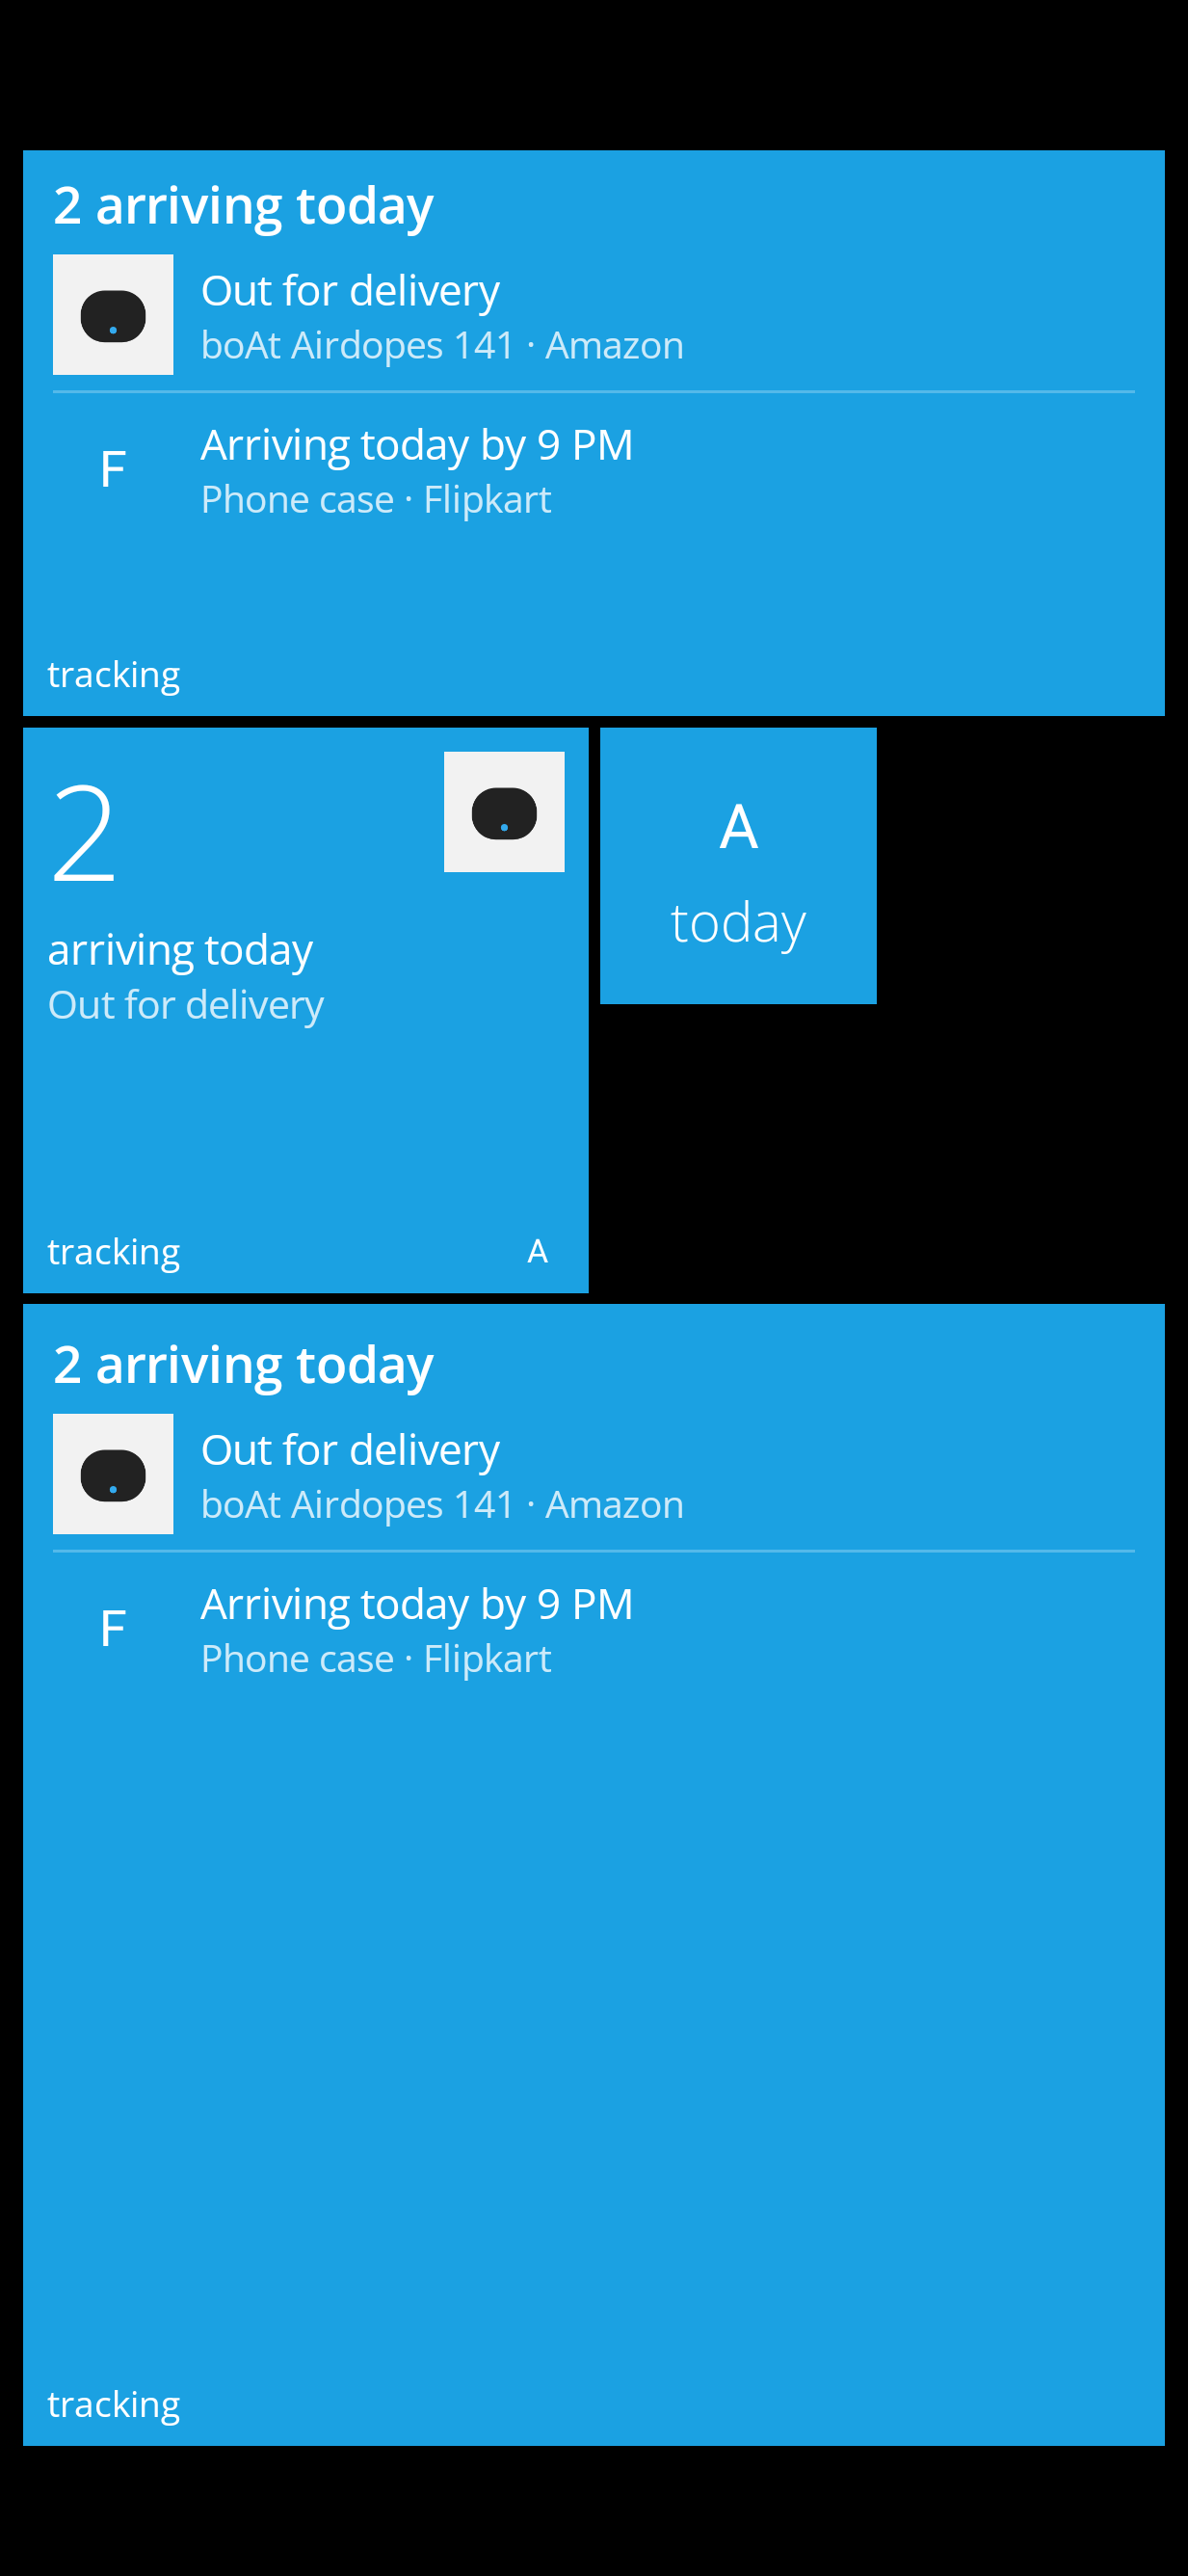 2 arriving today
Out for delivery
boAt Airdopes 141 · Amazon
F
Arriving today by 9 PM
Phone case · Flipkart
tracking
2
arriving today
Out for delivery
tracking
A
A
today
2 arriving today
Out for delivery
boAt Airdopes 141 · Amazon
F
Arriving today by 9 PM
Phone case · Flipkart
tracking